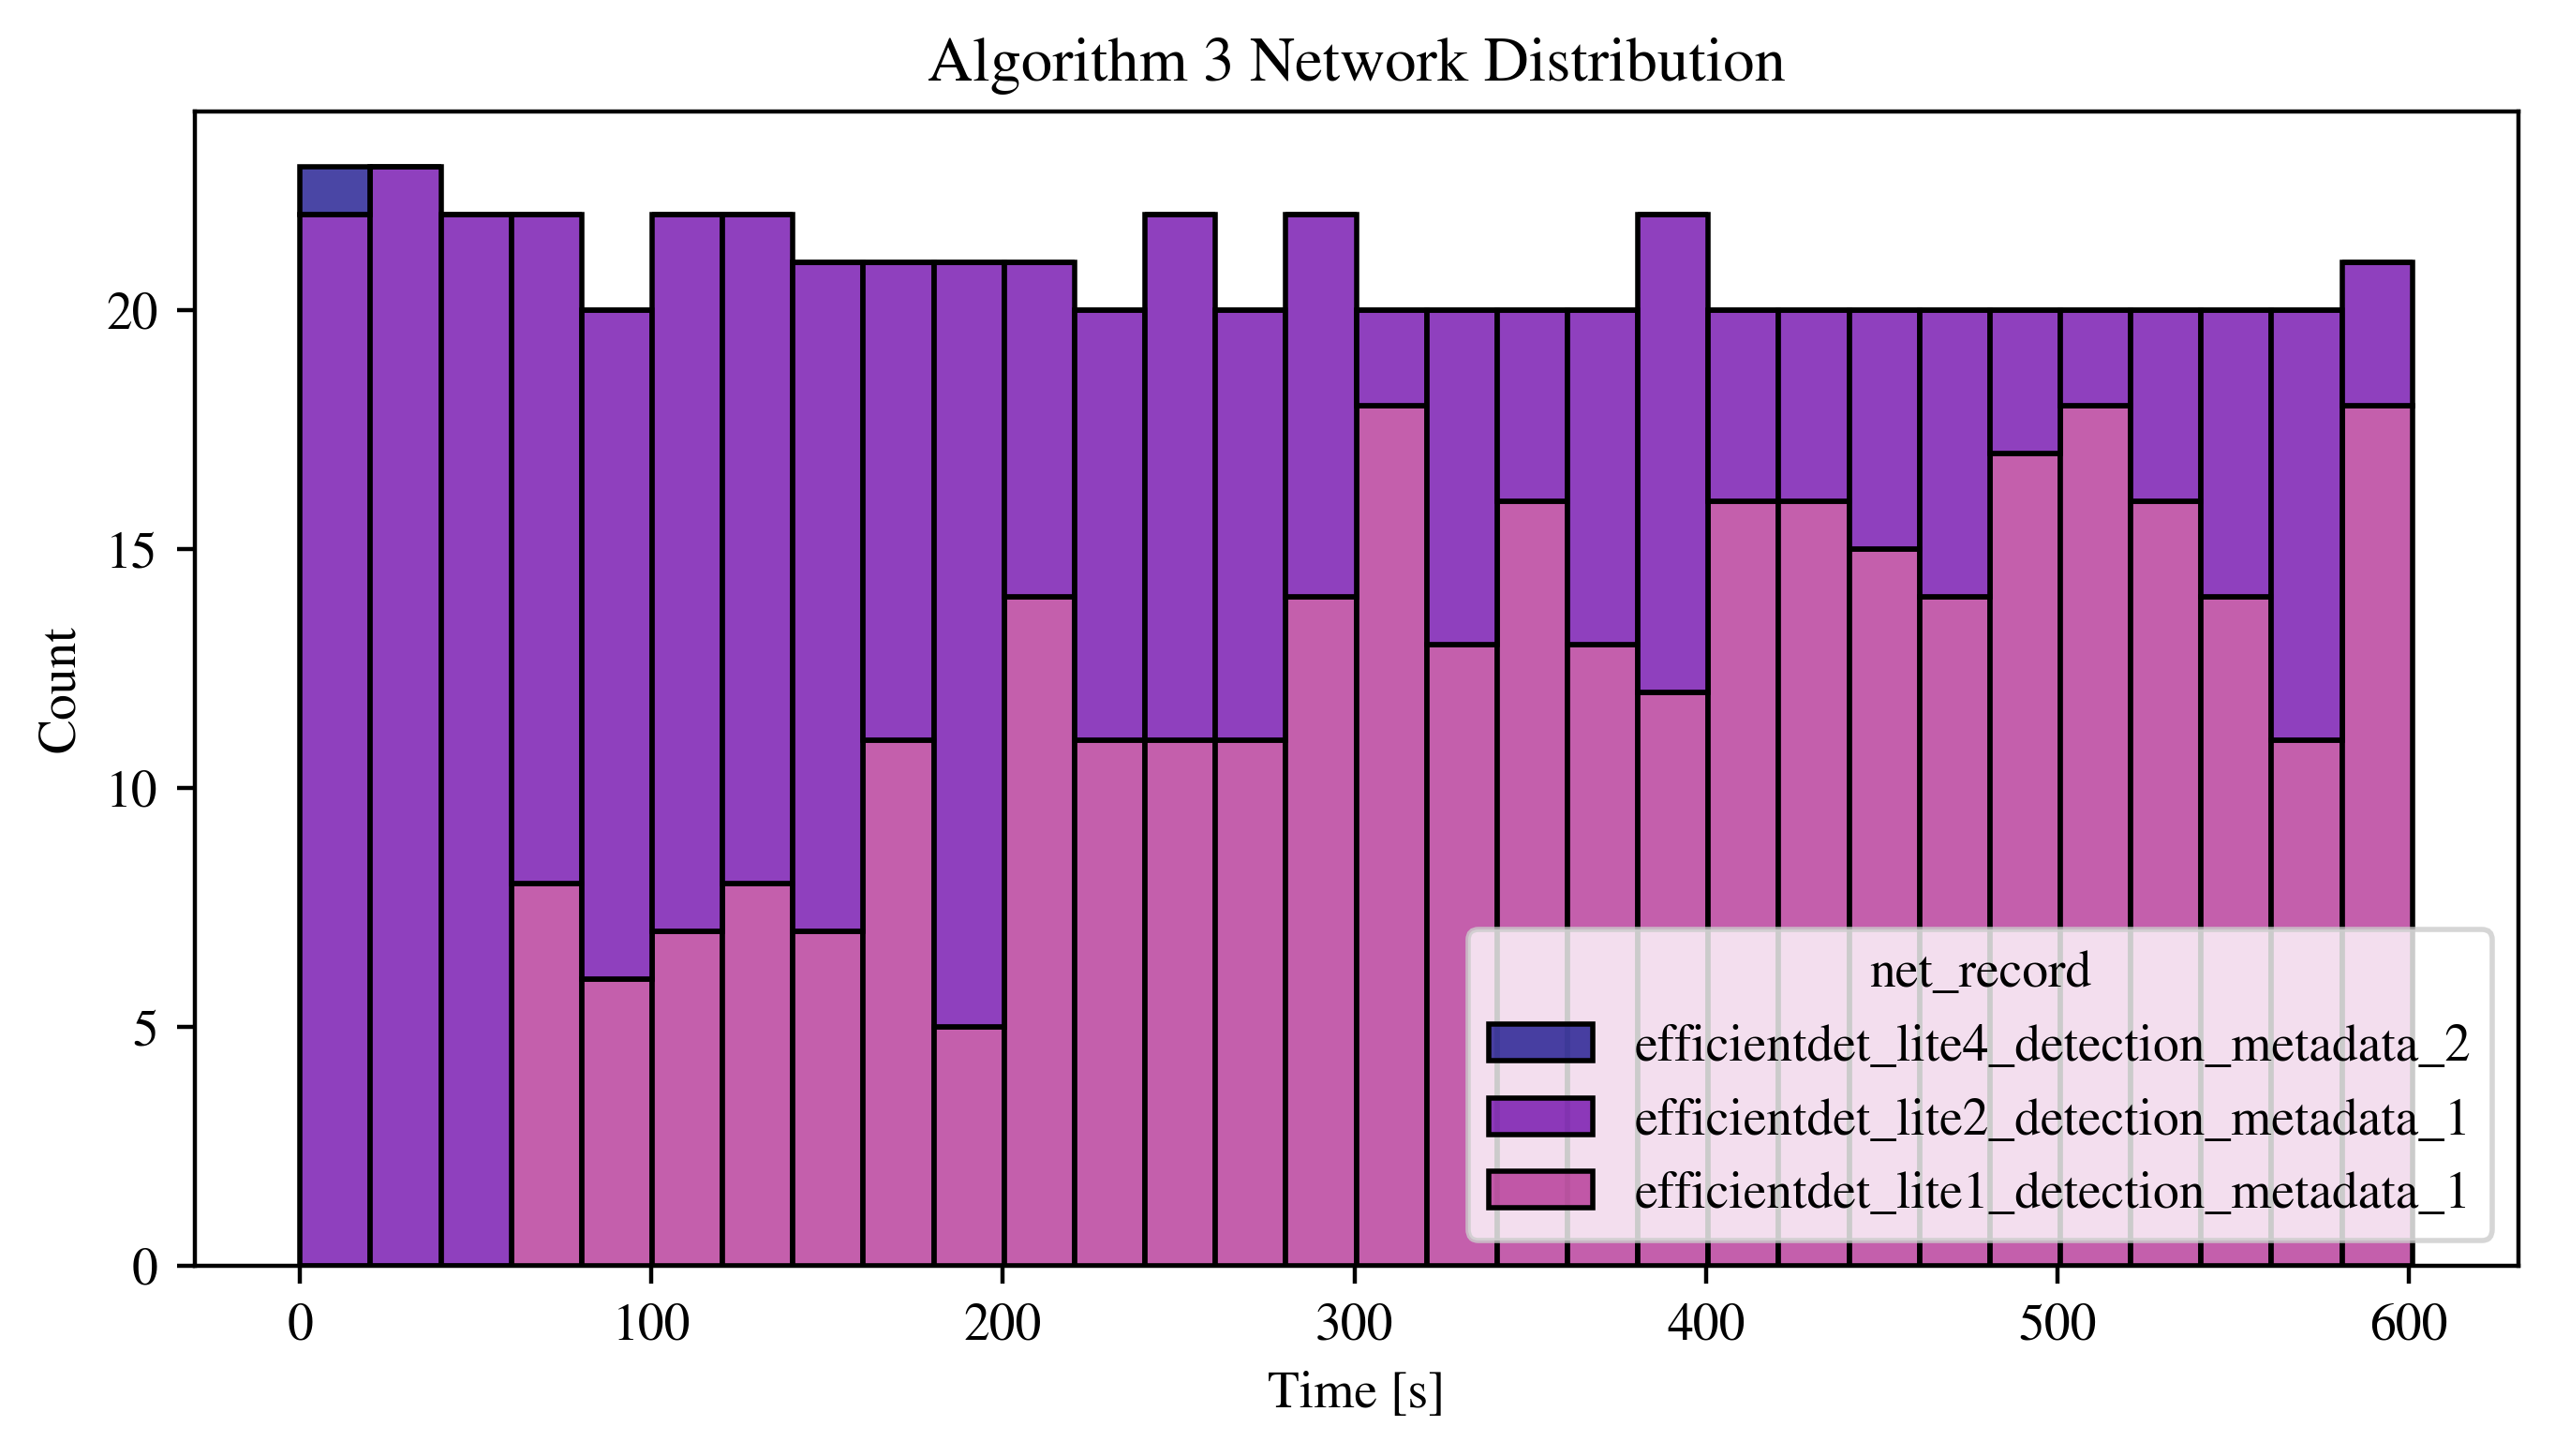 Algorithm 3 Network Distribution
Count
20
15
10
5
0
net_record
efficientdet_lite4_detection_metadata_2
efficientdet_lite2_detection_metadata_1
efficientdet_lite1_detection_metadata_1
0 100 200 300 400 500 600
Time [s]